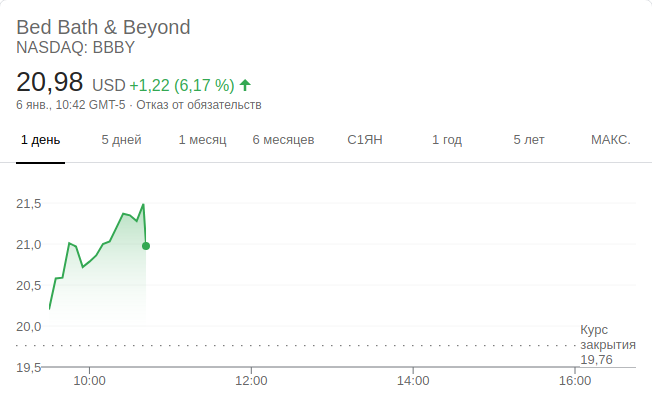 Bed Bath & Beyond
NASDAQ: BBBY
20,98 USD +1,22 (6,17 %)
6 янв., 10:42 GMT-5 · Отказ от обязательств
1 день 5 дней 1 месяц 6 месяцев С1ЯН 1 год 5 лет МАКС.
21,5
21,0
20,5
20,0
Курс
закрытия
19,76
19,5
10:00 12:00 14:00 16:00